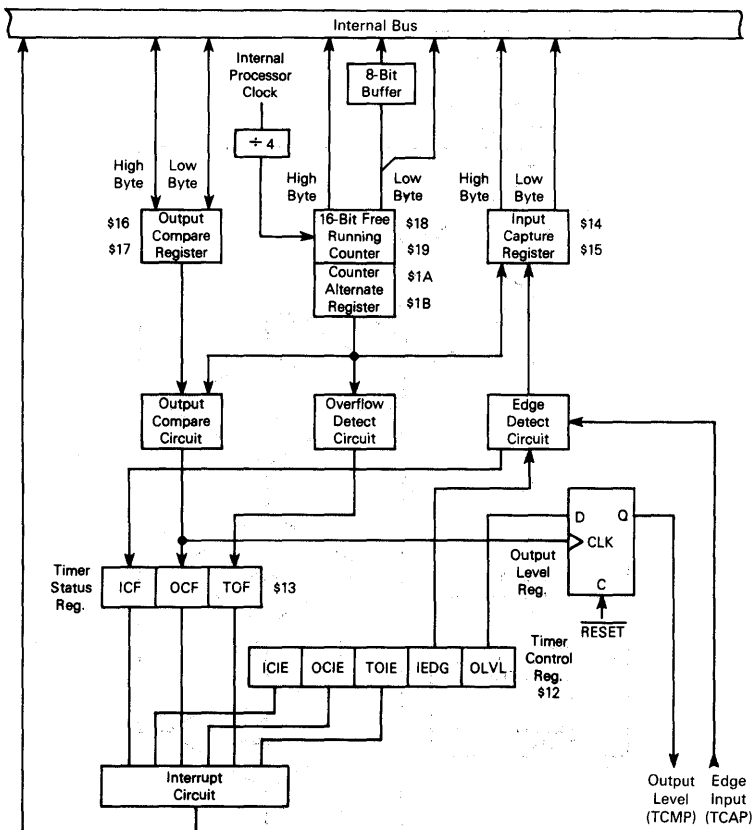 Internal Bus
Internal
Processor
Clock
8-Bit
Buffer
÷ 4
High
Byte
Low
Byte
High
Byte
Low
Byte
High
Byte
Low
Byte
$16
$17
Output
Compare
Register
16-Bit Free
Running
Counter
$18
$19
Counter
Alternate
Register
$1A
$1B
Input
Capture
Register
$14
$15
Output
Compare
Circuit
Overflow
Detect
Circuit
Edge
Detect
Circuit
D Q
CLK
C
Output
Level
Reg.
RESET
Timer
Status
Reg.
ICF OCF TOF
$13
ICIE OCIE TOIE IEDG OLVL
Timer
Control
Reg.
$12
Interrupt
Circuit
Output
Level
(TCMP)
Edge
Input
(TCAP)